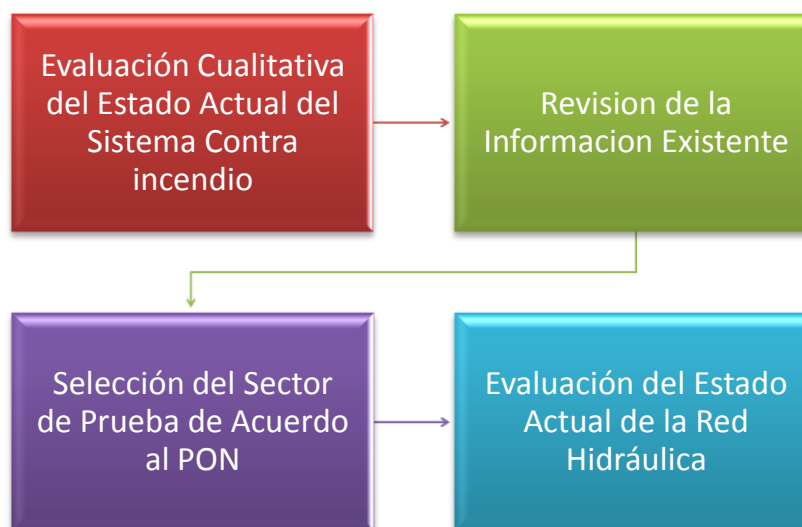 Evaluación Cualitativa
del Estado Actual del
Sistema Contra
incendio
Revision de la
Informacion Existente
Selección del Sector
de Prueba de Acuerdo
al PON
Evaluación del Estado
Actual de la Red
Hidráulica